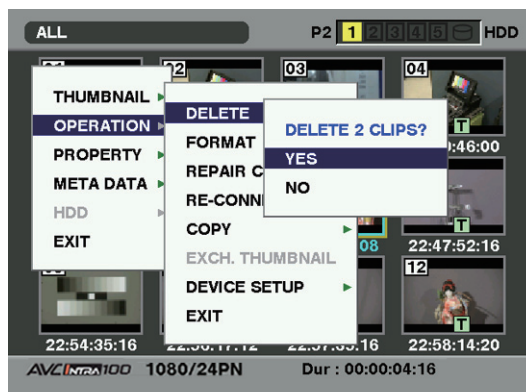 ALL P2 1 2 3 4 5 HDD
02 03 04
THUMBNAIL
OPERATION
PROPERTY
META DATA
HDD
EXIT
DELETE
FORMAT
REPAIR C
RE-CONN
COPY
EXCH. THUMBNAIL
DEVICE SETUP
EXIT
DELETE 2 CLIPS?
YES
NO
T
:46:00
T
08 22:47:52:16
12
T
22:54:35:16 22:58:14:20
AVC INTRA 100 1080/24PN Dur : 00:00:04:16